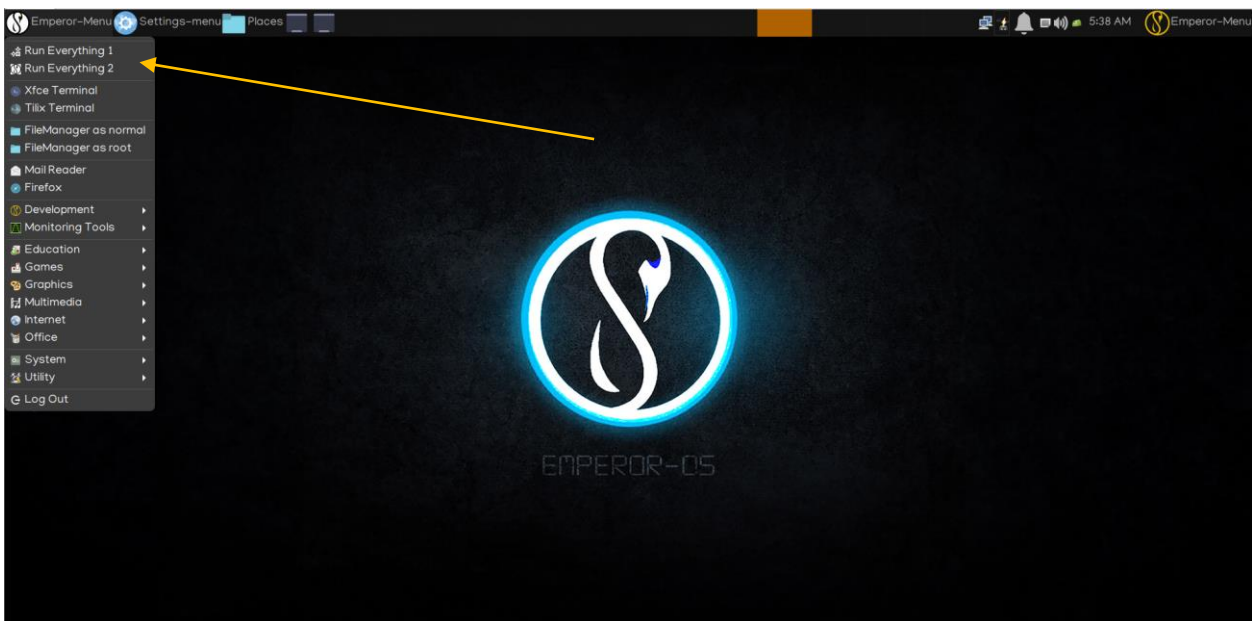 Emperor-Menu Settings-menu Places 5:38 AM Emperor-Menu
Run Everything 1
Run Everything 2
Xfce Terminal
Tilix Terminal
FileManager as normal
FileManager as root
Mail Reader
Firefox
Development
Monitoring Tools
Education
Games
Graphics
Multimedia
Internet
Office
System
Utility
Log Out
EMPEROR-OS